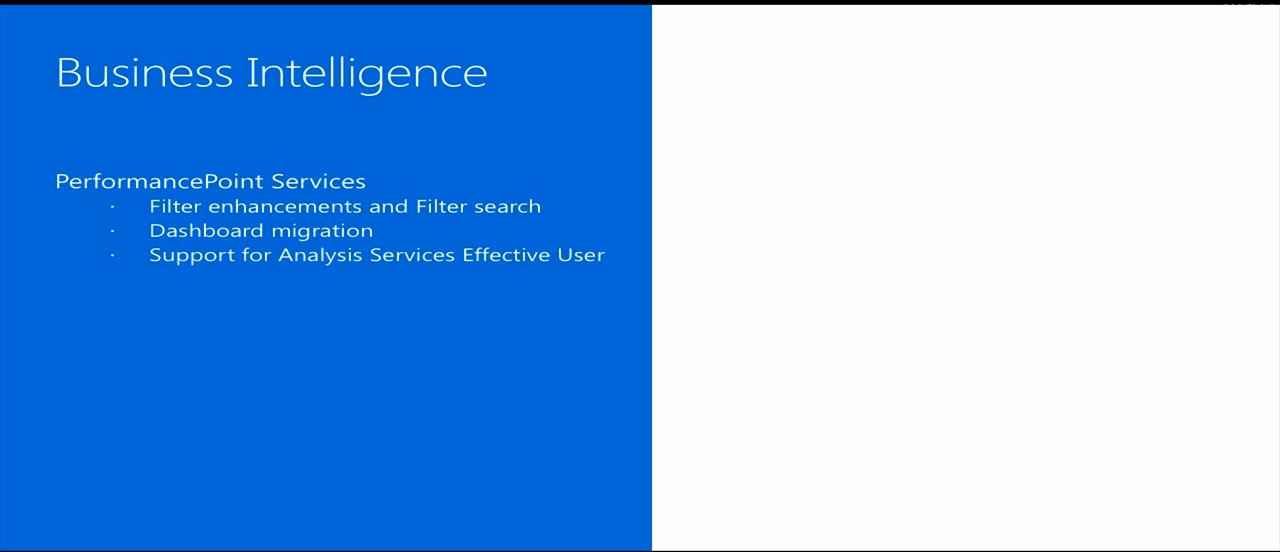 Business Intelligence
PerformancePoint Services
· Filter enhancements and Filter search
· Dashboard migration
· Support for Analysis Services Effective User